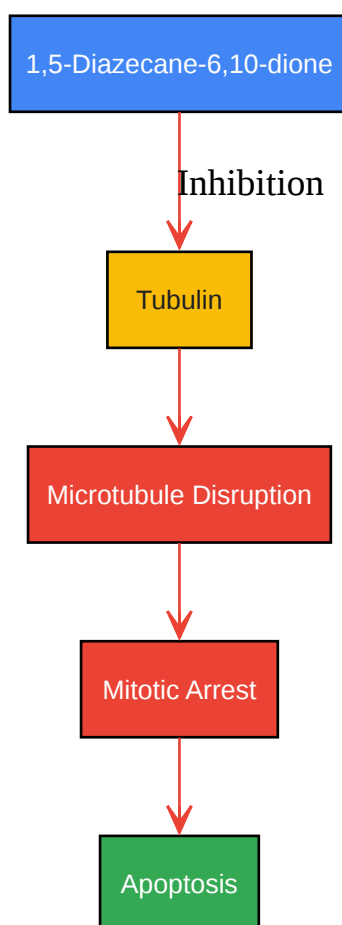 1,5-Diazecane-6,10-dione
Inhibition
Tubulin
Microtubule Disruption
Mitotic Arrest
Apoptosis